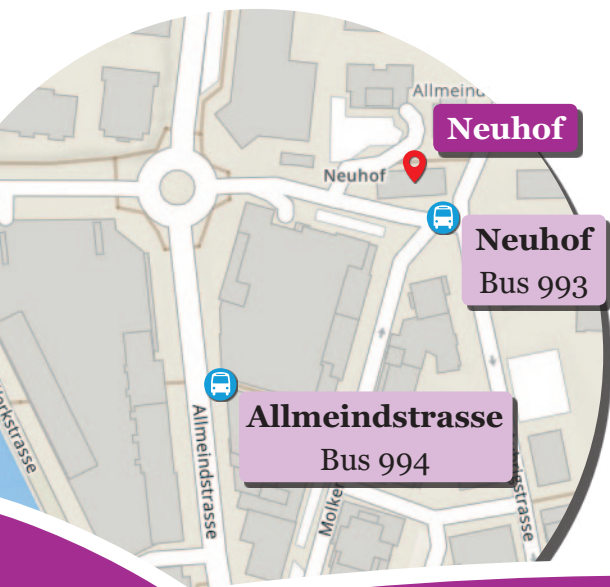 Allmeind
Neuhof
Neuhof
Neuhof
Bus 993
Allmeindstrasse
Bus 994
Allmeindstrasse